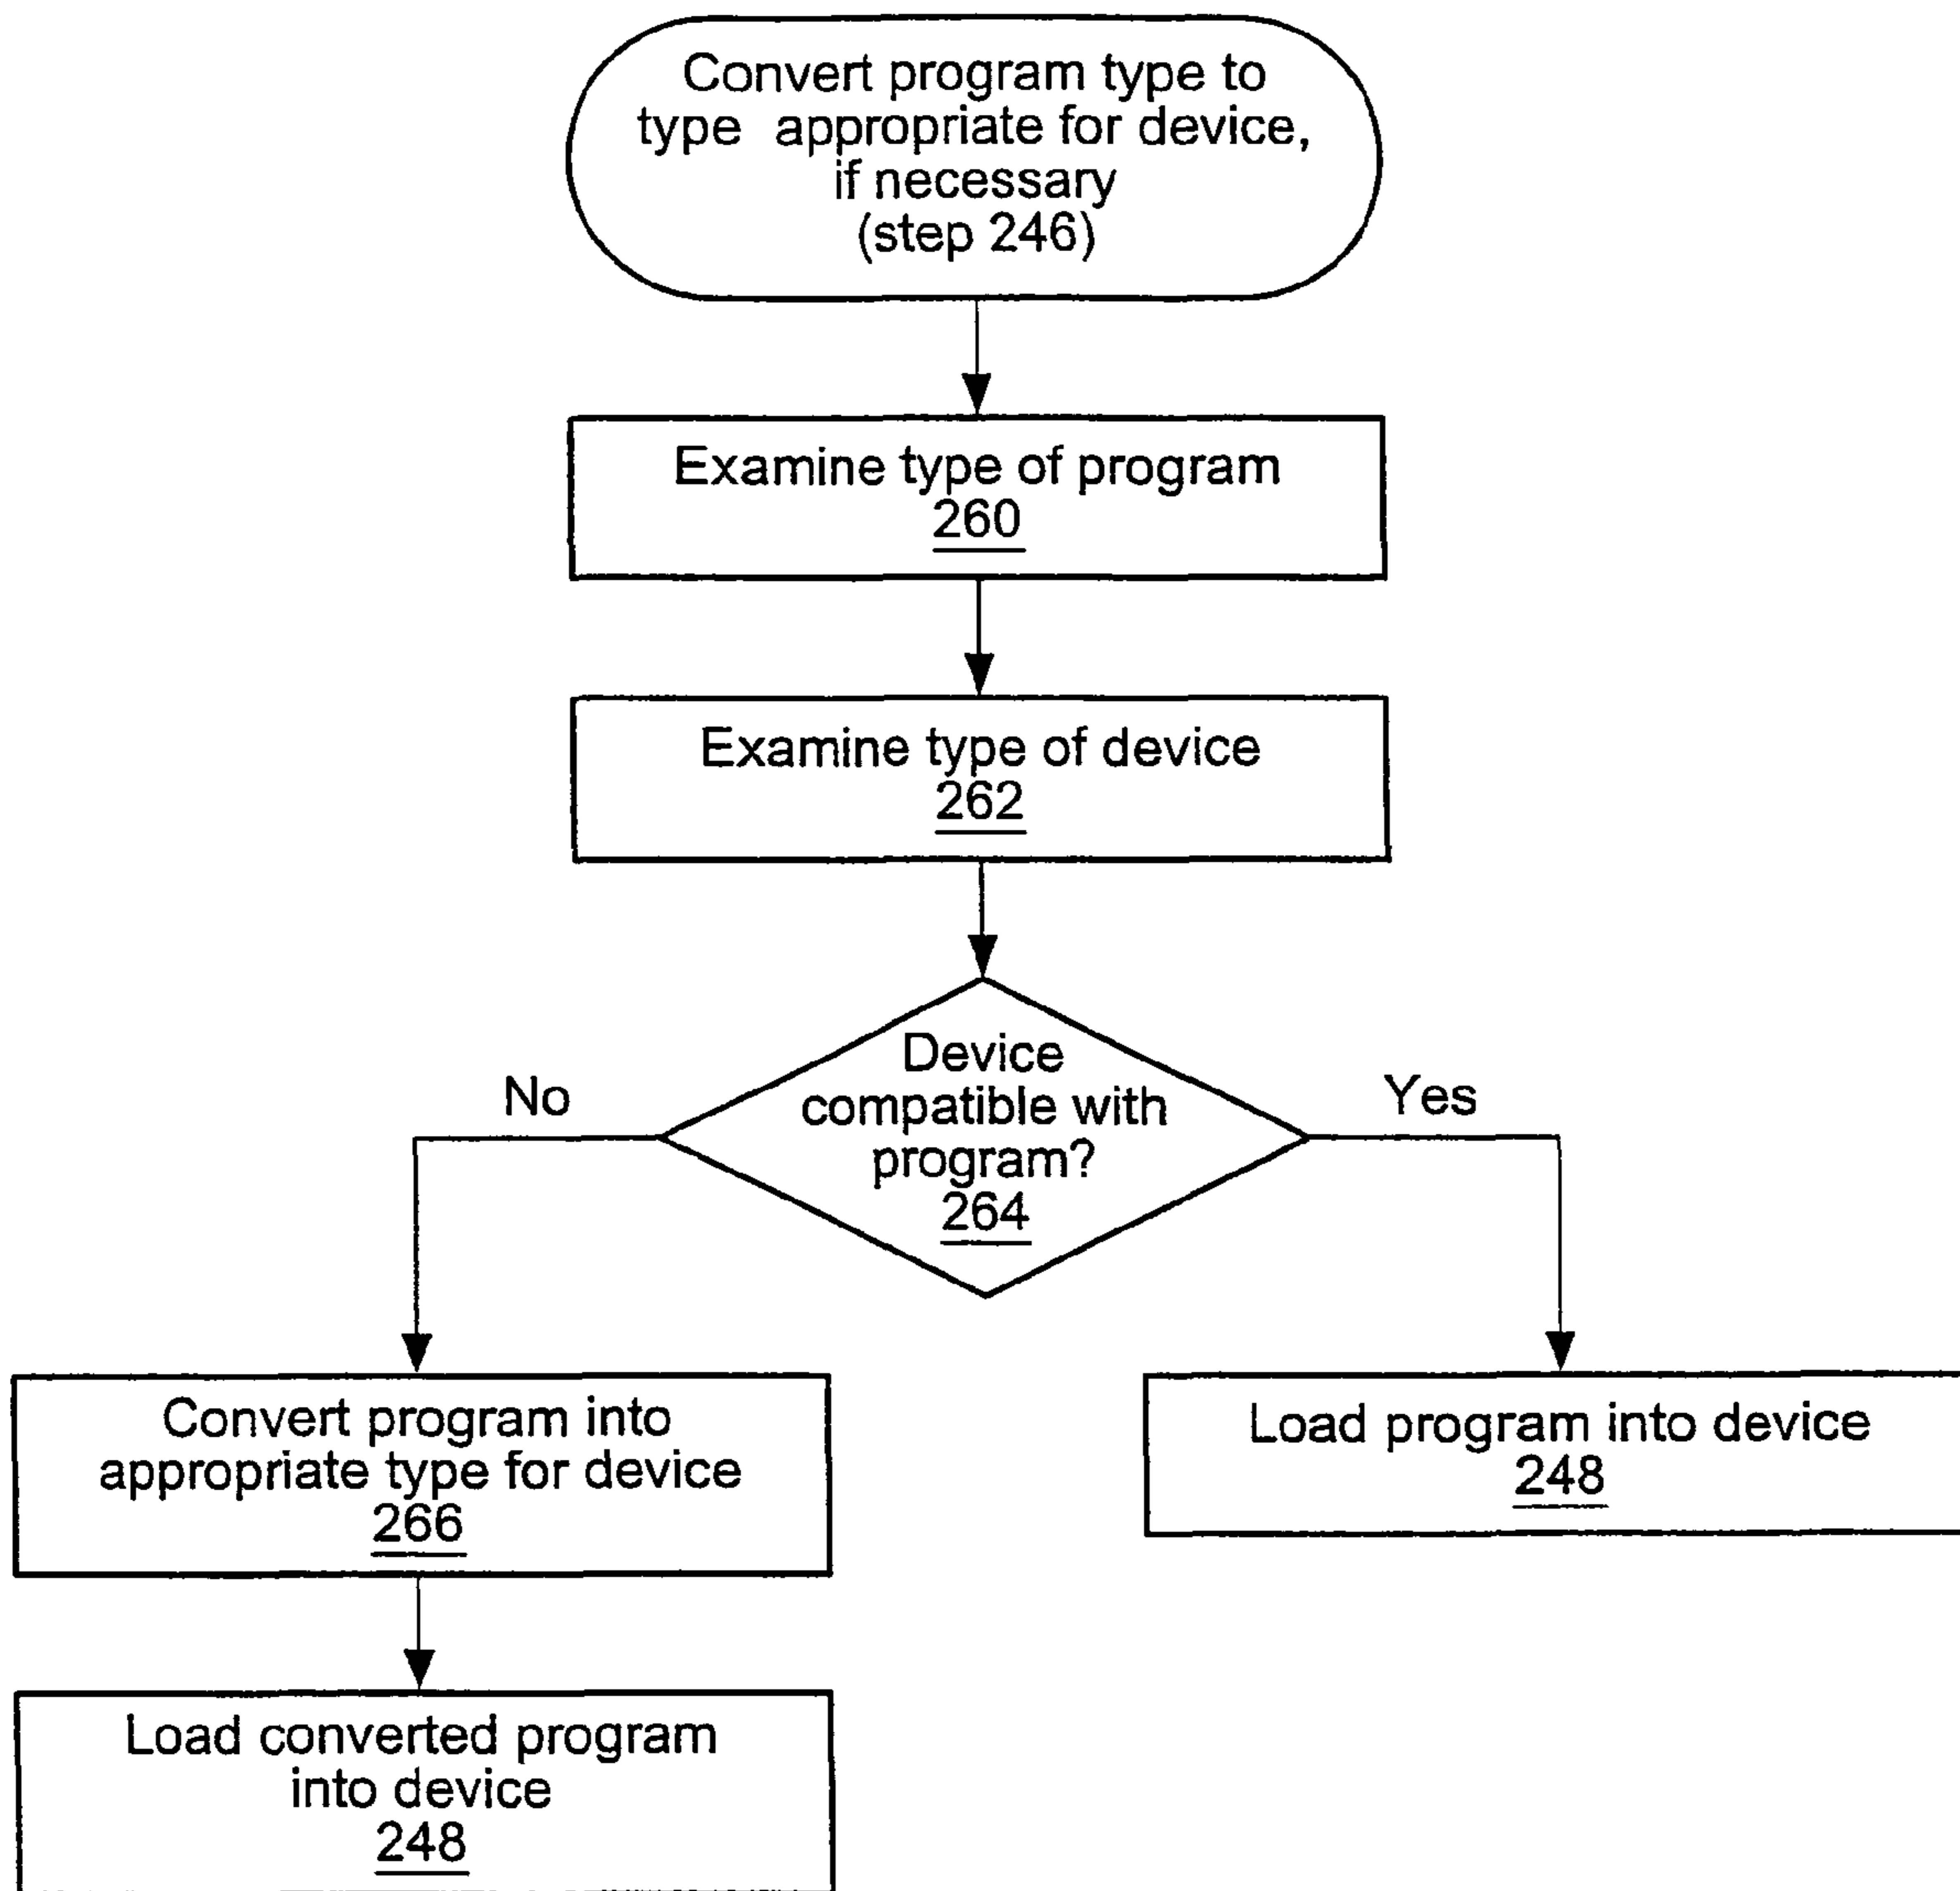 Convert program type to
type appropriate for device,
if necessary
(step 246)
Examine type of program
260
Examine type of device
262
Device
compatible with
program?
264
No
Yes
Convert program into
appropriate type for device
266
Load program into device
248
Load converted program
into device
248